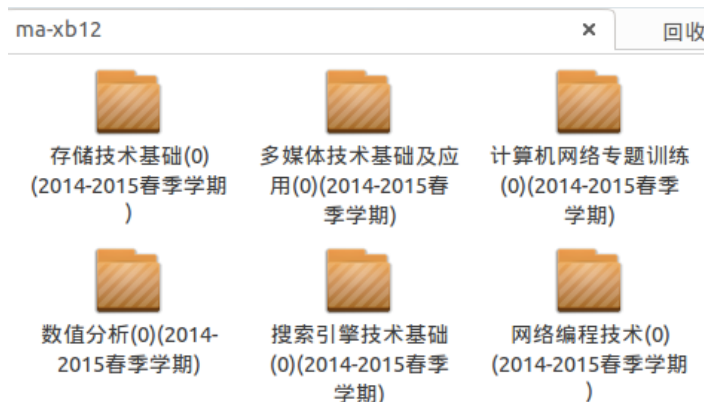 ma-xb12
回收
存储技术基础(0)
(2014-2015春季学期
)
多媒体技术基础及应
用(0)(2014-2015春
季学期)
计算机网络专题训练
(0)(2014-2015春季
学期)
数值分析(0)(2014-
2015春季学期)
搜索引擎技术基础
(0)(2014-2015春季
学期)
网络编程技术(0)
(2014-2015春季学期
)